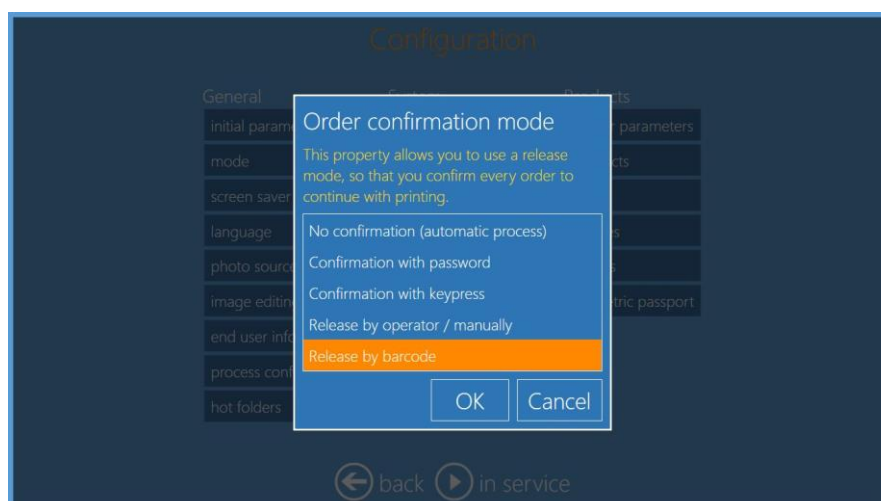 Configuration
General
Products
initial param
parameters
Order confirmation mode
This property allows you to use a release
mode, so that you confirm every order to
continue with printing.
mode
screen saver
language
photo source
image editin
end user info
process conf
hot folders
No confirmation (automatic process)
Confirmation with password
Confirmation with keypress
Release by operator / manually
Release by barcode
tric passport
OK Cancel
back in service